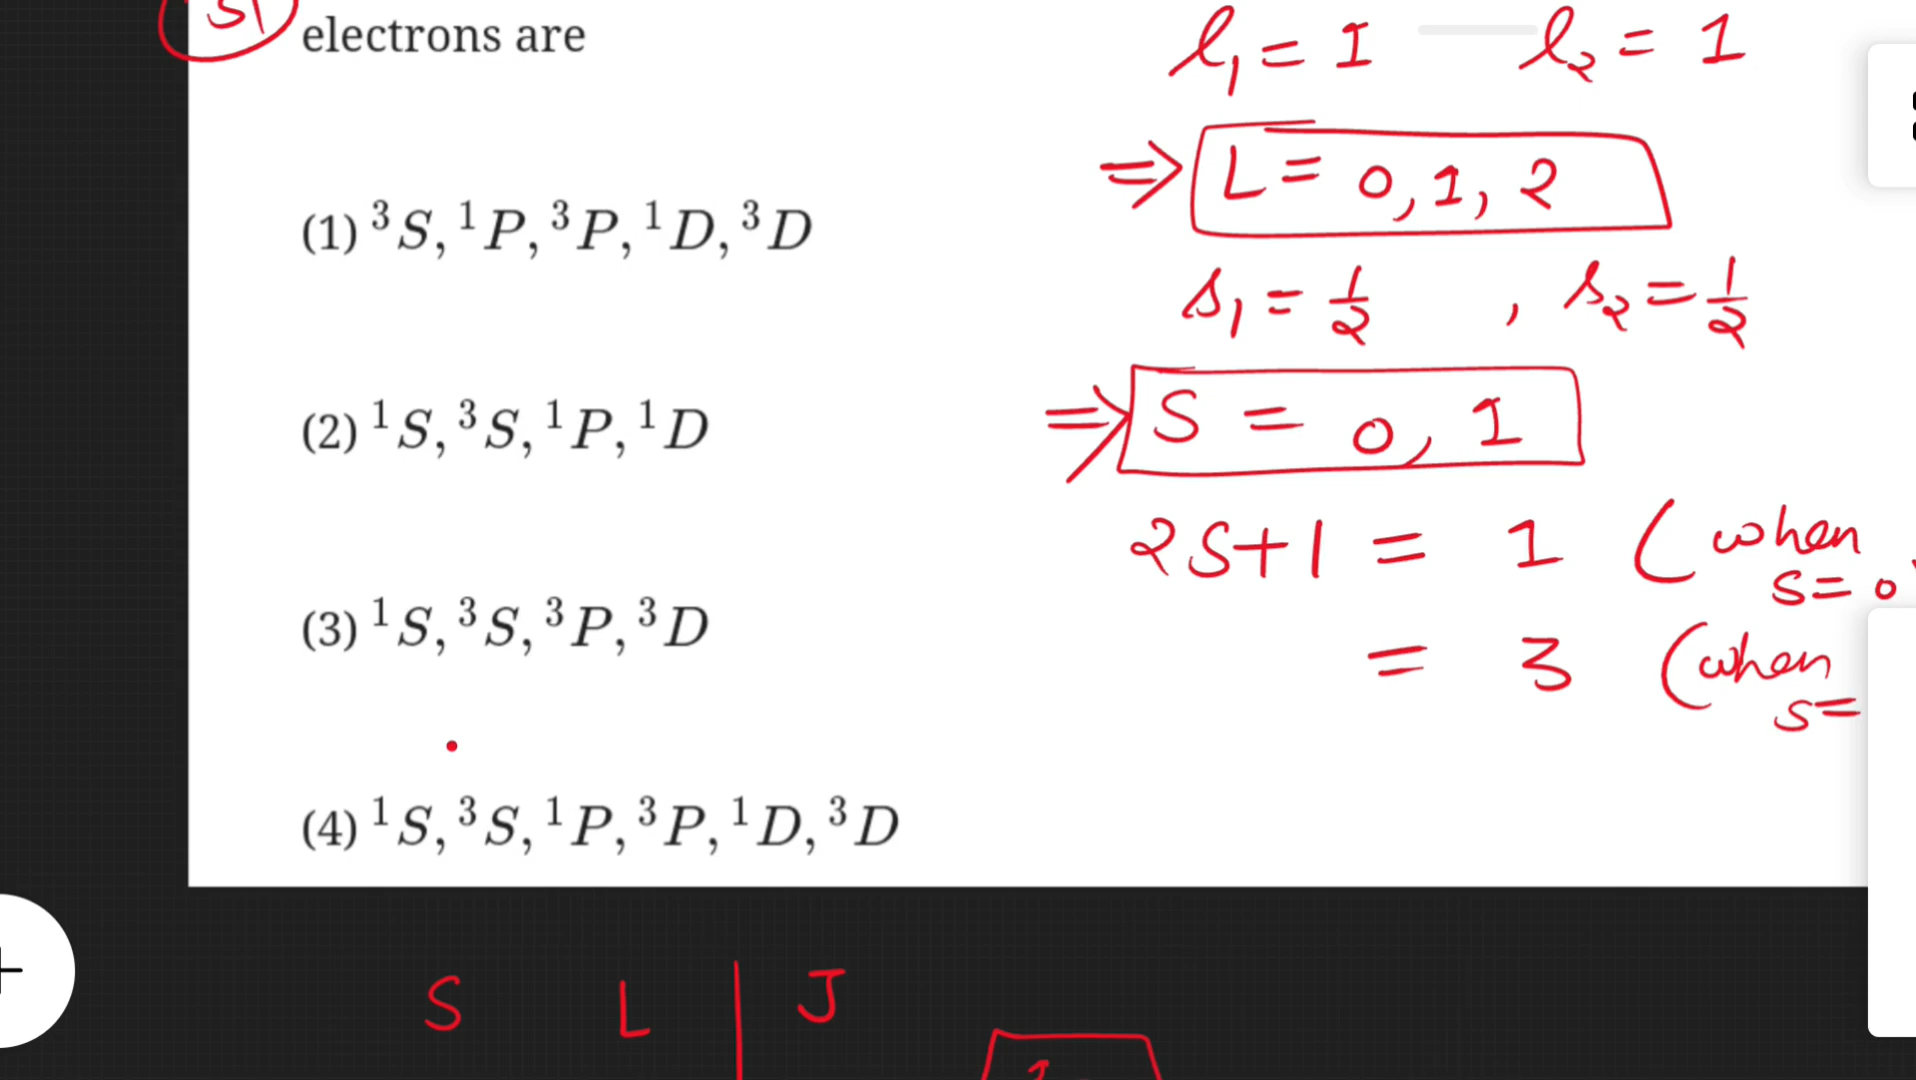 electrons are
l₁ = 1 l₂ = 1
⇒ L = 0, 1, 2
(1) ³S, ¹P, ³P, ¹D, ³D
s₁ = 1/2 , s₂ = 1/2
⇒ S = 0, 1
(2) ¹S, ³S, ¹P, ¹D
2S+1 = 1 (when
s = 0
(3) ¹S, ³S, ³P, ³D
= 3 (when
s =
(4) ¹S, ³S, ¹P, ³P, ¹D, ³D
S L J